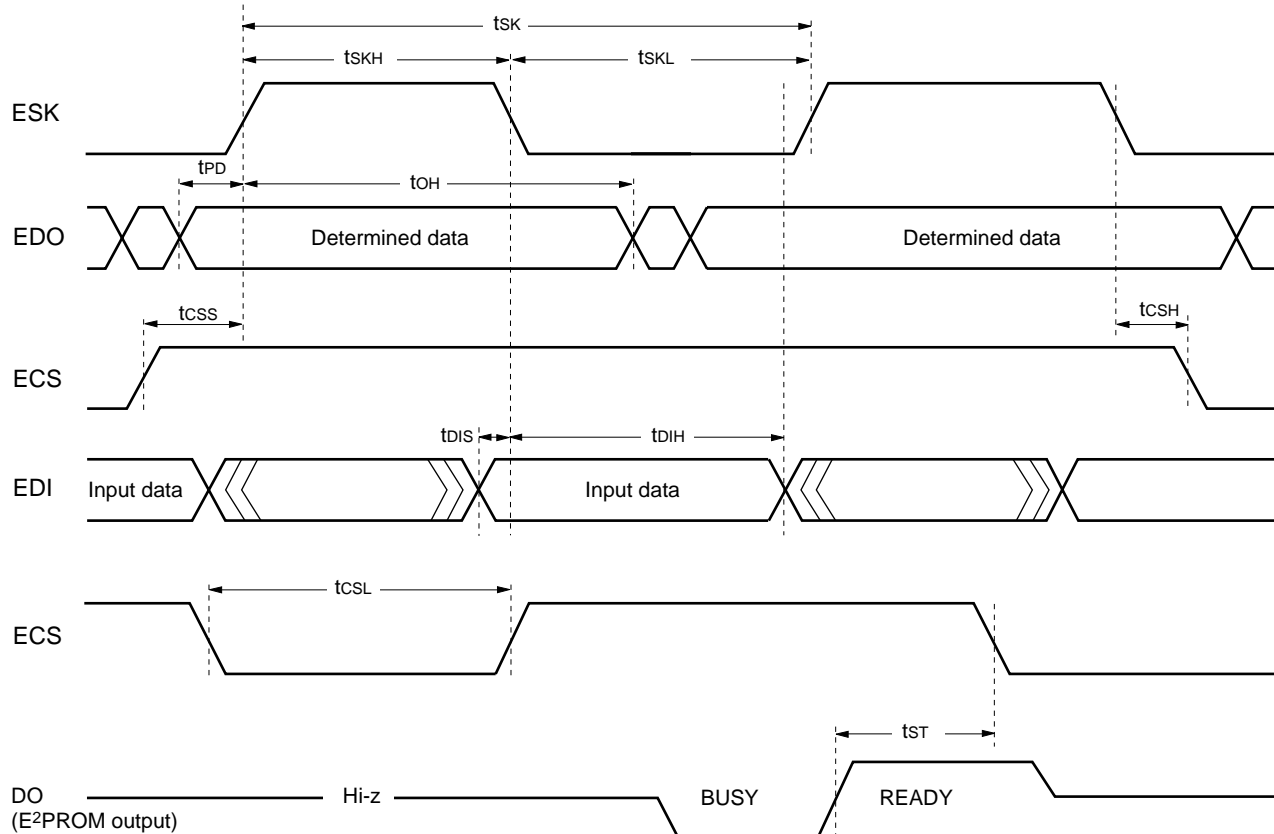 tSK
tSKH
tSKL
ESK
tPD
tOH
EDO
Determined data
Determined data
tCSS
tCSH
ECS
tDIS
tDIH
EDI
Input data
Input data
tCSL
ECS
tST
DO
(E2PROM output)
Hi-z
BUSY
READY